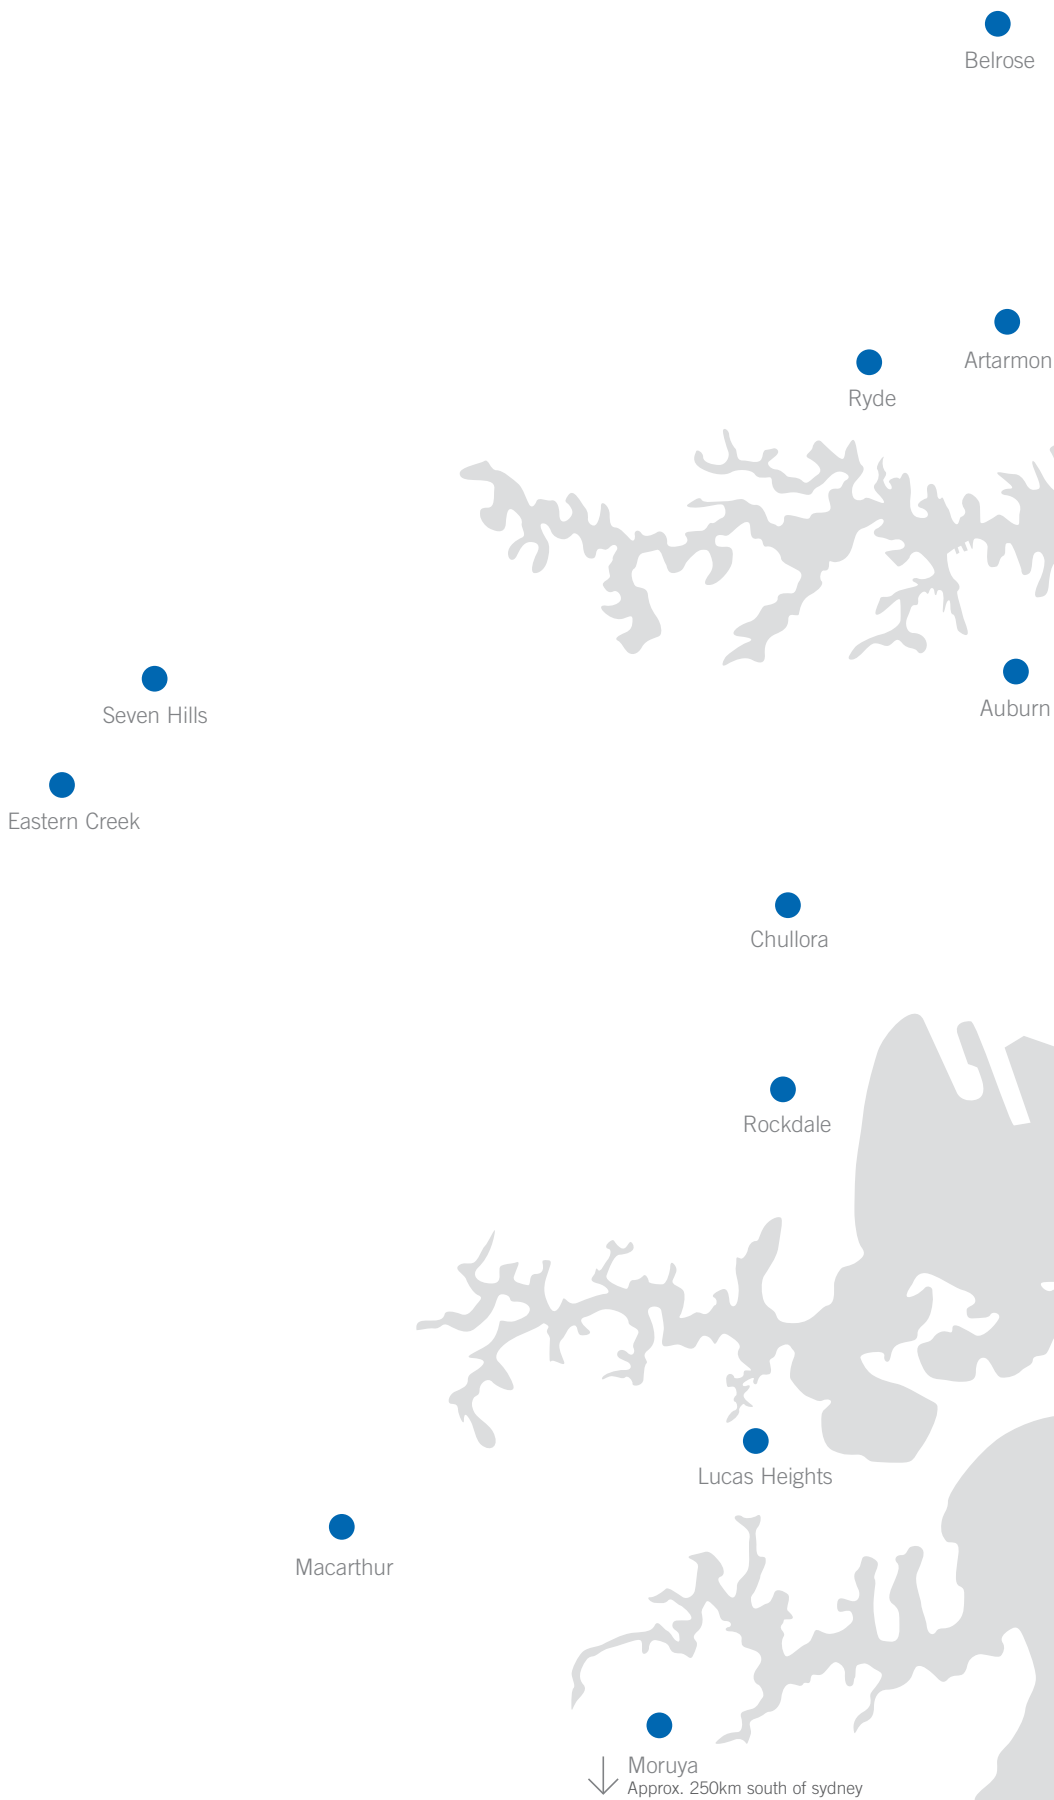 Belrose
Artarmon
Ryde
Seven Hills
Auburn
Eastern Creek
Chullora
Rockdale
Lucas Heights
Macarthur
Moruya
Approx. 250km south of sydney